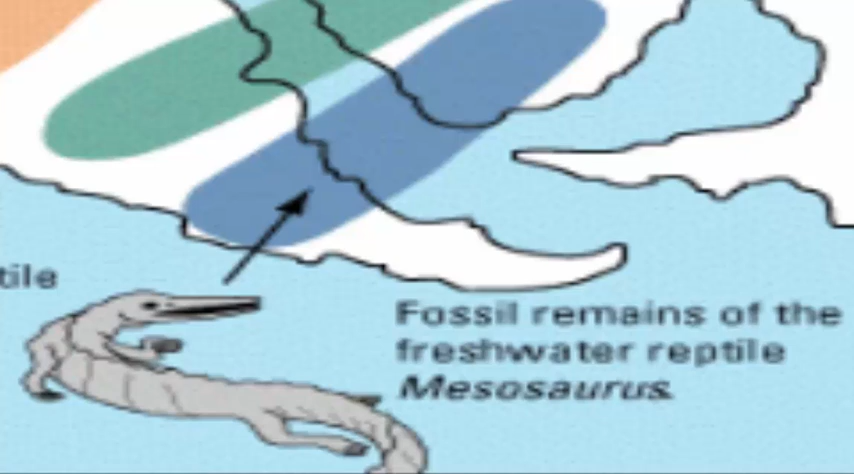 tile
Fossil remains of the
freshwater reptile
Mesosaurus.